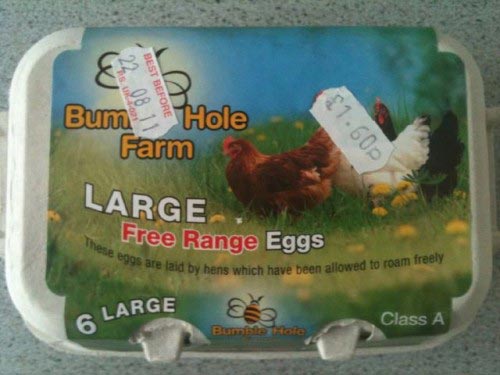 BEST BEFORE
22 08 11
£1.60p
Bum Hole
Farm
LARGE
Free Range Eggs
These eggs are laid by hens which have been allowed to roam freely
6 LARGE
Bumble Hole
Class A